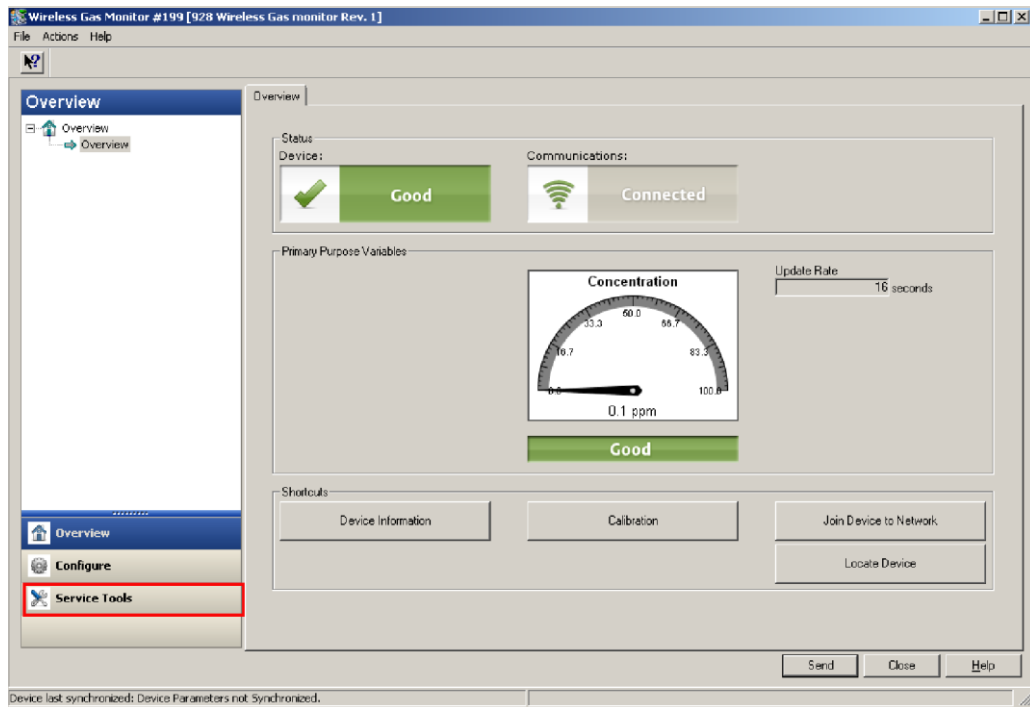 Wireless Gas Monitor #199 [928 Wireless Gas monitor Rev. 1]
File Actions Help
Overview
Overview
Overview
Overview
Status
Device:
Good
Communications:
Connected
Primary Purpose Variables
Concentration
0.0
16.7
33.3
50.0
66.7
83.3
100.0
0.1 ppm
Good
Update Rate
16 seconds
Shortcuts
Device Information
Calibration
Join Device to Network
Locate Device
Overview
Configure
Service Tools
Send
Close
Help
Device last synchronized: Device Parameters not Synchronized.